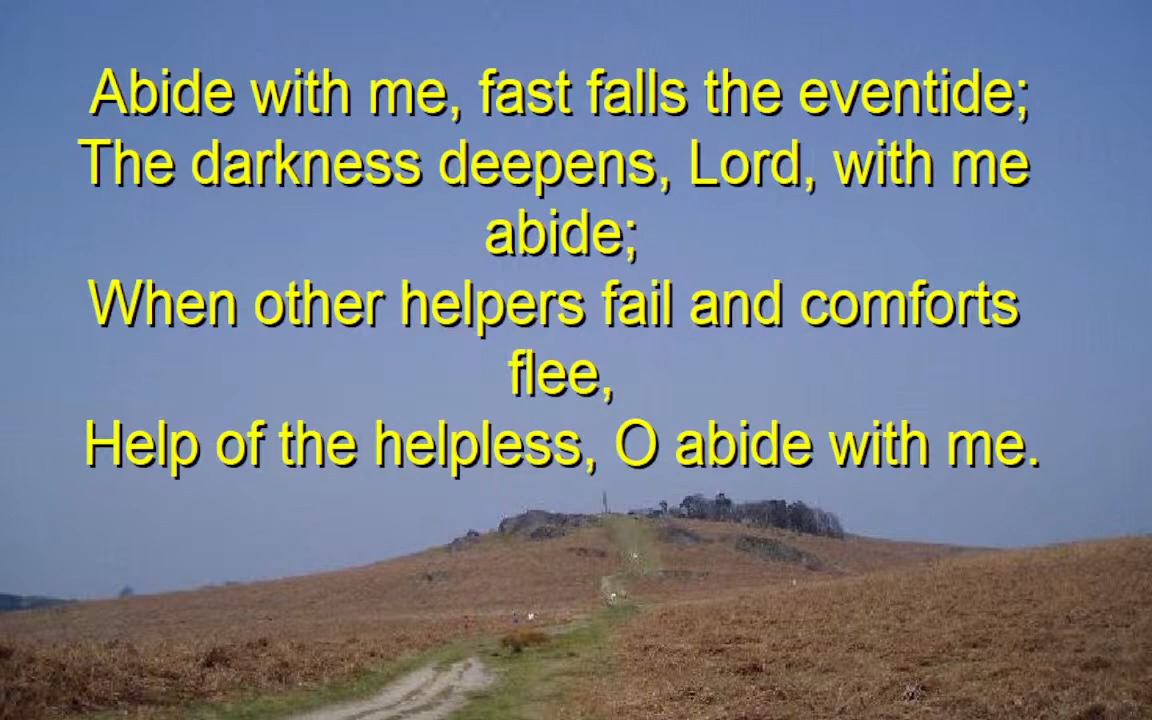 Abide with me, fast falls the eventide;
The darkness deepens, Lord, with me
abide;
When other helpers fail and comforts
flee,
Help of the helpless, O abide with me.